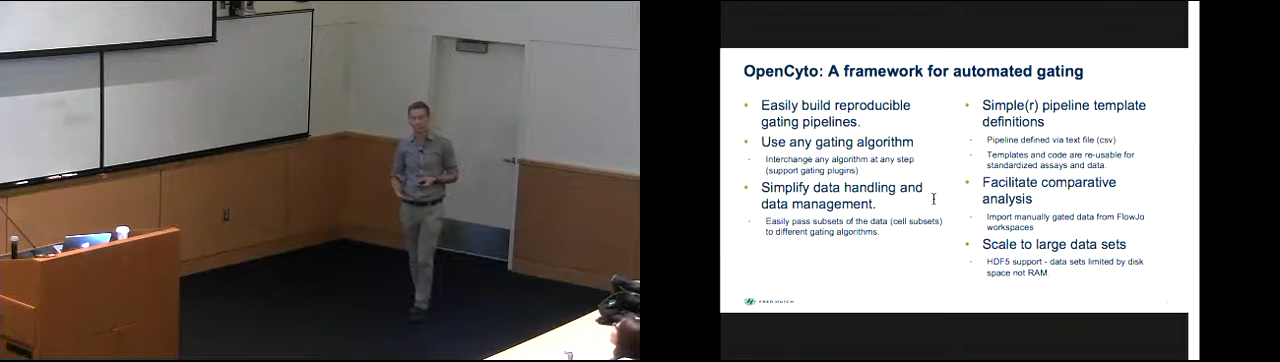 OpenCyto: A framework for automated gating
• Easily build reproducible
gating pipelines.
• Use any gating algorithm
· Interchange any algorithm at any step
(support gating plugins)
• Simplify data handling and
data management.
· Easily pass subsets of the data (cell subsets)
to different gating algorithms.
• Simple(r) pipeline template
definitions
· Pipeline defined via text file (csv)
· Templates and code are re-usable for
standardized assays and data.
• Facilitate comparative
analysis
· Import manually gated data from FlowJo
workspaces
• Scale to large data sets
· HDF5 support - data sets limited by disk
space not RAM
FRED HUTCH